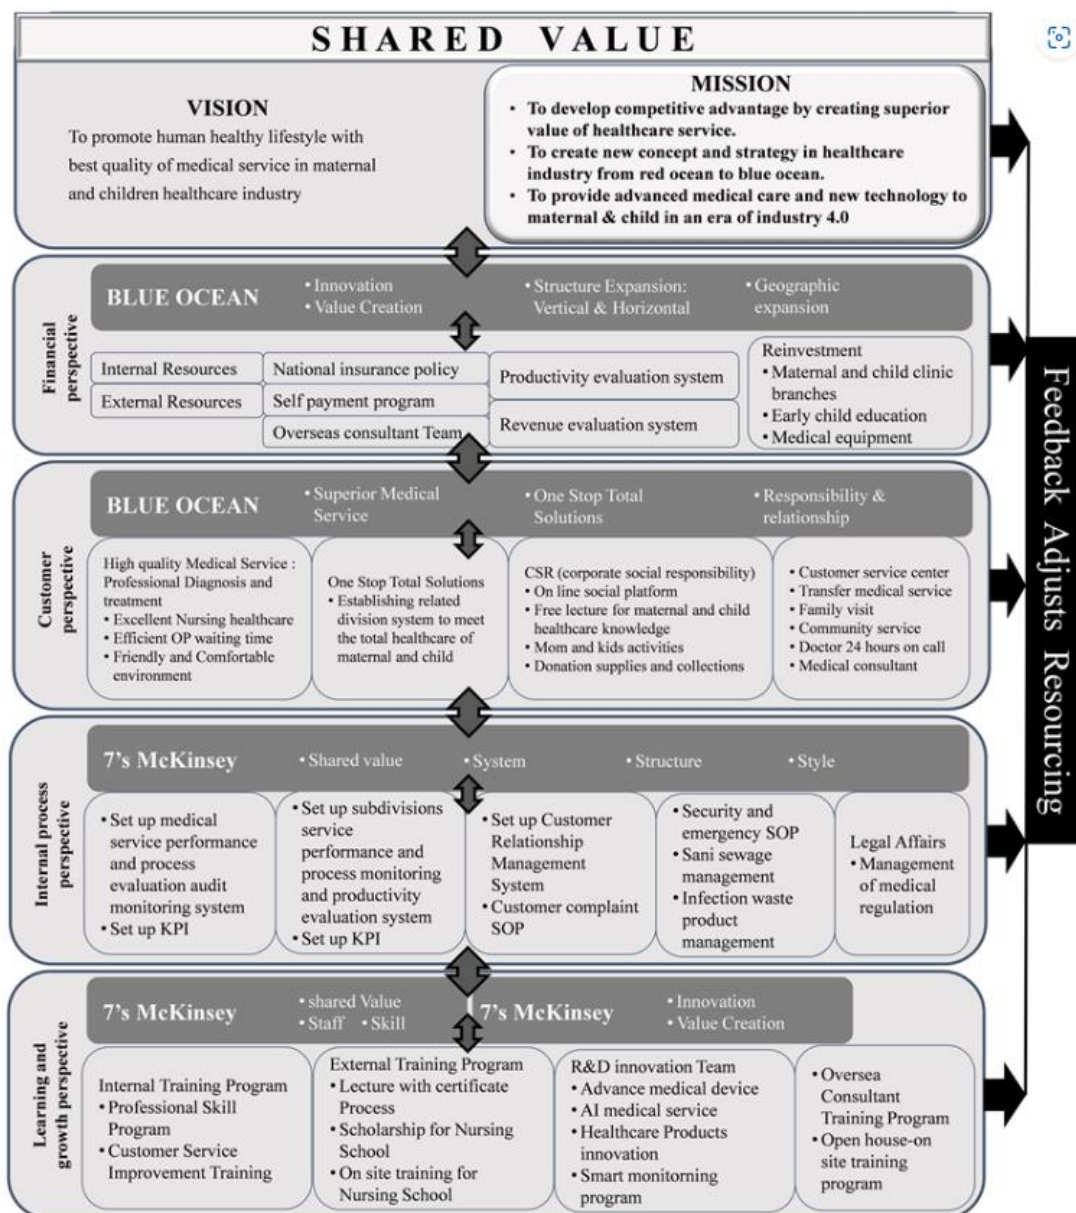 SHARED VALUE
VISION
To promote human healthy lifestyle with
best quality of medical service in maternal
and children healthcare industry
MISSION
• To develop competitive advantage by creating superior
value of healthcare service.
• To create new concept and strategy in healthcare
industry from red ocean to blue ocean.
• To provide advanced medical care and new technology to
maternal & child in an era of industry 4.0
Financial
perspective
BLUE OCEAN
• Innovation
• Value Creation
• Structure Expansion:
Vertical & Horizontal
• Geographic
expansion
Internal Resources
External Resources
National insurance policy
Self payment program
Overseas consultant Team
Productivity evaluation system
Revenue evaluation system
Reinvestment
• Maternal and child clinic
branches
• Early child education
• Medical equipment
Customer
perspective
BLUE OCEAN
• Superior Medical
Service
• One Stop Total
Solutions
• Responsibility &
relationship
High quality Medical Service :
Professional Diagnosis and
treatment
• Excellent Nursing healthcare
• Efficient OP waiting time
• Friendly and Comfortable
environment
One Stop Total Solutions
• Establishing related
division system to meet
the total healthcare of
maternal and child
CSR (corporate social responsibility)
• On line social platform
• Free lecture for maternal and child
healthcare knowledge
• Mom and kids activities
• Donation supplies and collections
• Customer service center
• Transfer medical service
• Family visit
• Community service
• Doctor 24 hours on call
• Medical consultant
Internal process
perspective
7's McKinsey
• Shared value
• System
• Structure
• Style
• Set up medical
service performance
and process
evaluation audit
monitoring system
• Set up KPI
• Set up subdivisions
service
performance and
process monitoring
and productivity
evaluation system
• Set up KPI
• Set up Customer
Relationship
Management
System
• Customer complaint
SOP
• Security and
emergency SOP
• Sani sewage
management
• Infection waste
product
management
Legal Affairs
• Management
of medical
regulation
Learning and
growth perspective
7's McKinsey
• shared Value
• Staff • Skill
7's McKinsey
• Innovation
• Value Creation
Internal Training Program
• Professional Skill
Program
• Customer Service
Improvement Training
External Training Program
• Lecture with certificate
Process
• Scholarship for Nursing
School
• On site training for
Nursing School
R&D innovation Team
• Advance medical device
• AI medical service
• Healthcare Products
innovation
• Smart monitorning
program
• Oversea
Consultant
Training Program
• Open house-on
site training
program
Feedback Adjusts Resourcing